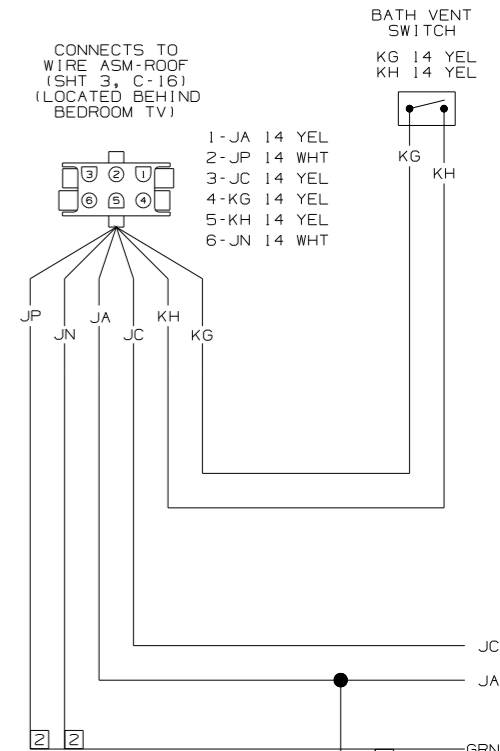 BATH VENT
SWITCH
KG 14 YEL
KH 14 YEL
CONNECTS TO
WIRE ASM-ROOF
(SHT 3, C-16)
(LOCATED BEHIND
BEDROOM TV)
1-JA 14 YEL
2-JP 14 WHT
3-JC 14 YEL
4-KG 14 YEL
5-KH 14 YEL
6-JN 14 WHT
3 2 1
6 5 4
KG
KH
JP
JN
JA
JC
KH
KG
JC
JA
2 2
GRN